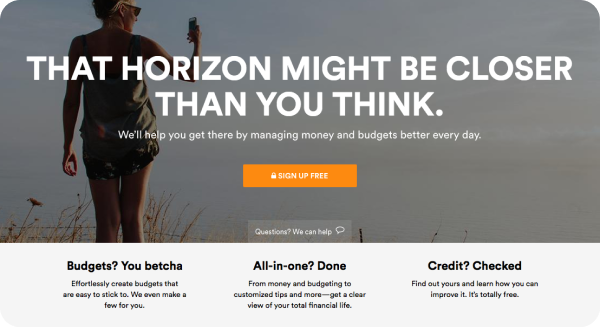 THAT HORIZON MIGHT BE CLOSER
THAN YOU THINK.
We'll help you get there by managing money and budgets better every day.
SIGN UP FREE
Questions? We can help
Budgets? You betcha
Effortlessly create budgets that
are easy to stick to. We even make a
few for you.
All-in-one? Done
From money and budgeting to
customized tips and more—get a clear
view of your total financial life.
Credit? Checked
Find out yours and learn how you can
improve it. It's totally free.